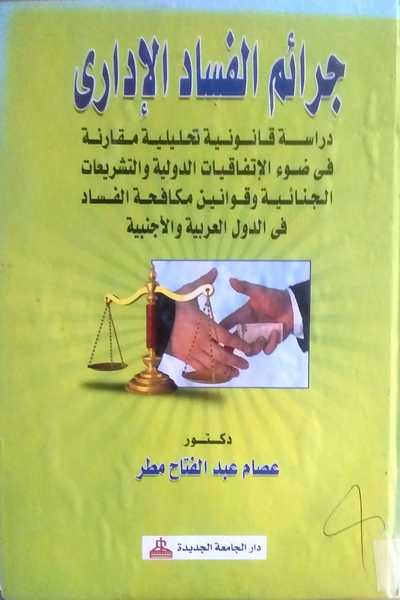 جرائم الفساد الإدارى
دراسة قانونية تحليلية مقارنة
فى ضوء الإتفاقيات الدولية والتشريعات
الجنائية وقوانين مكافحة الفساد
فى الدول العربية والأجنبية
دكتور
عصام عبد الفتاح مطر
دار الجامعة الجديدة